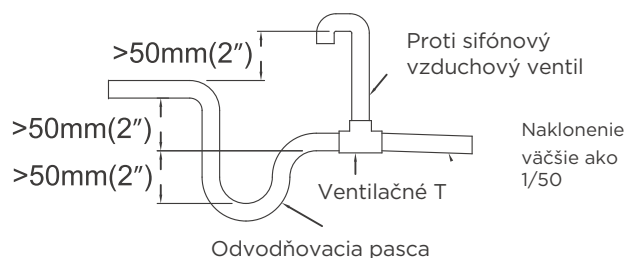 >50mm(2″)
Proti sifónový
vzduchový ventil
>50mm(2″)
>50mm(2″)
Naklonenie
väčšie ako
1/50
Ventilačné T
Odvodňovacia pasca